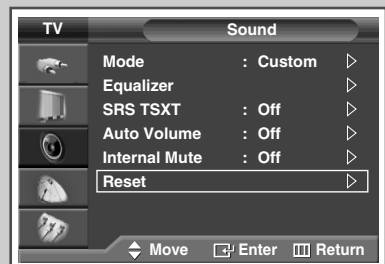 TV Sound
Mode : Custom
Equalizer
SRS TSXT : Off
Auto Volume : Off
Internal Mute : Off
Reset
Move Enter Return